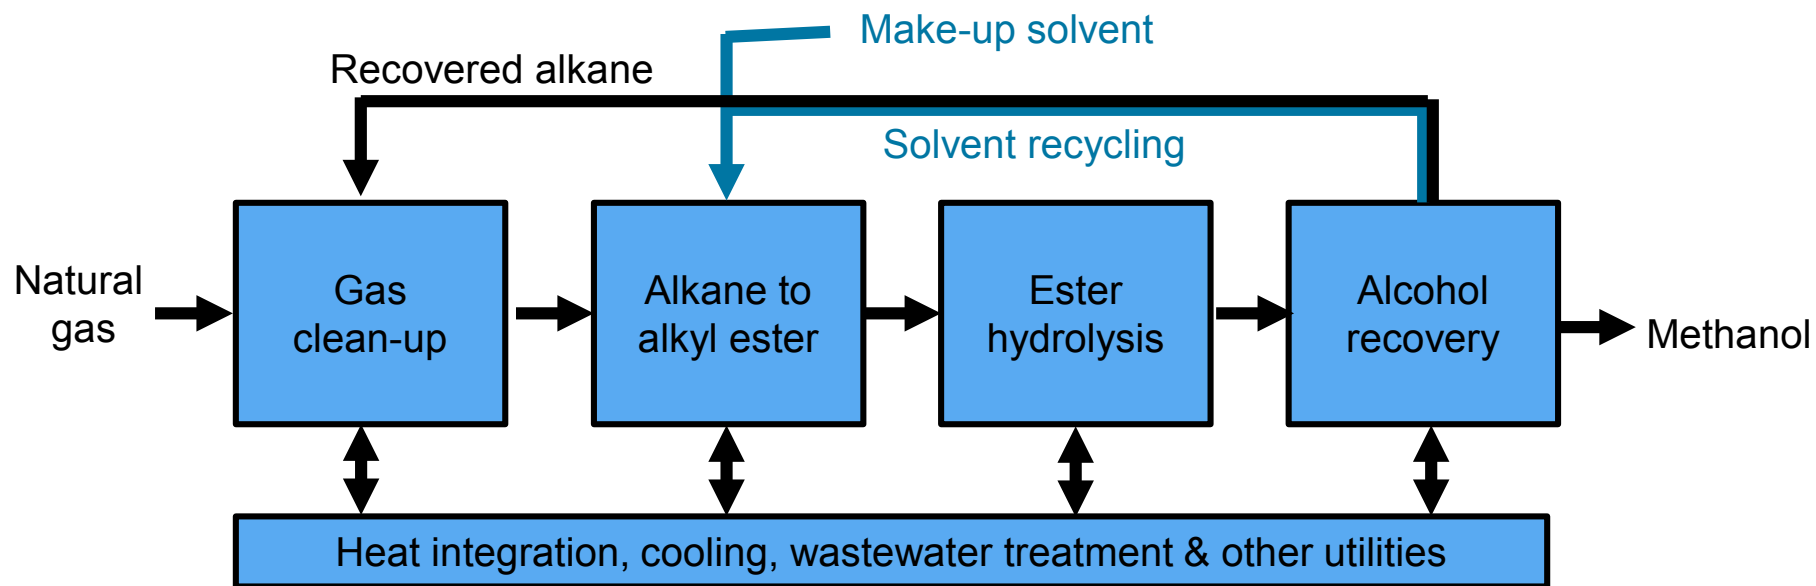 Make-up solvent
Recovered alkane
Solvent recycling
Natural
gas
Gas
clean-up
Alkane to
alkyl ester
Ester
hydrolysis
Alcohol
recovery
Methanol
Heat integration, cooling, wastewater treatment & other utilities